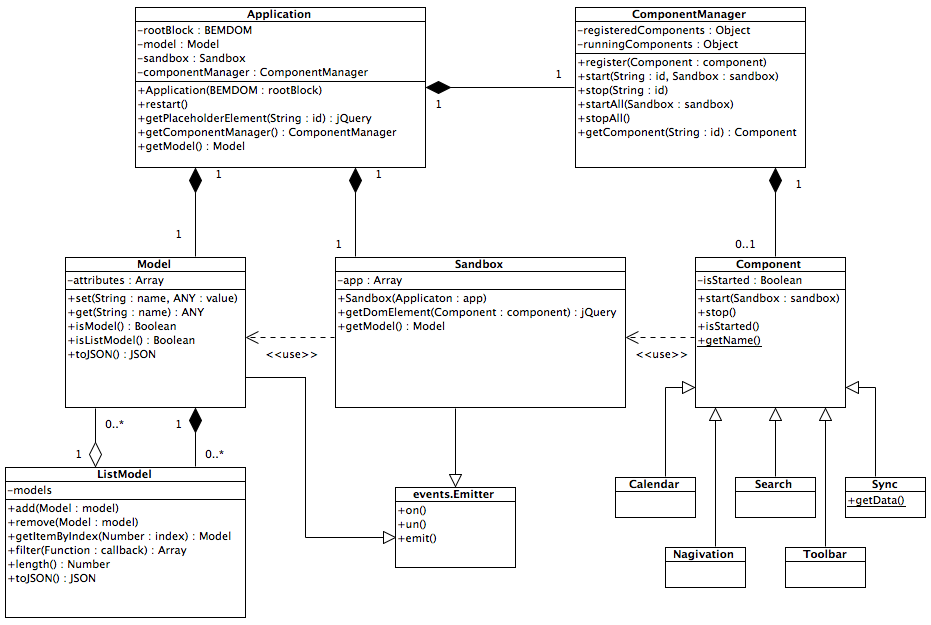 Application
-rootBlock : BEMDOM
-model : Model
-sandbox : Sandbox
-componentManager : ComponentManager
+Application(BEMDOM : rootBlock)
+restart()
+getPlaceholderElement(String : id) : jQuery
+getComponentManager() : ComponentManager
+getModel() : Model
ComponentManager
-registeredComponents : Object
-runningComponents : Object
+register(Component : component)
+start(String : id, Sandbox : sandbox)
+stop(String : id)
+startAll(Sandbox : sandbox)
+stopAll()
+getComponent(String : id) : Component
1
1
1
1
1
1
1
0..1
Model
-attributes : Array
+set(String : name, ANY : value)
+get(String : name) : ANY
+isModel() : Boolean
+isListModel() : Boolean
+toJSON() : JSON
<<use>>
Sandbox
-app : Array
+Sandbox(Applicaton : app)
+getDomElement(Component : component) : jQuery
+getModel() : Model
<<use>>
Component
-isStarted : Boolean
+start(Sandbox : sandbox)
+stop()
+isStarted()
+getName()
0..*
1
1
0..*
ListModel
-models
+add(Model : model)
+remove(Model : model)
+getItemByIndex(Number : index) : Model
+filter(Function : callback) : Array
+length() : Number
+toJSON() : JSON
events.Emitter
+on()
+un()
+emit()
Calendar
Search
Sync
+getData()
Nagivation
Toolbar